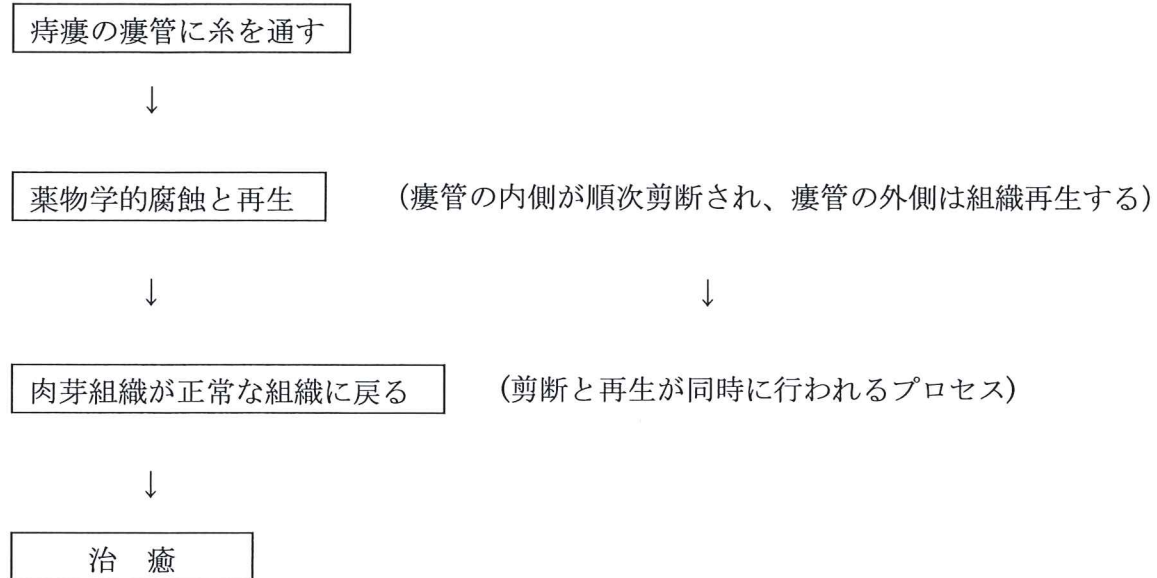 痔瘻の瘻管に糸を通す
↓
薬物学的腐蝕と再生 (瘻管の内側が順次剪断され、瘻管の外側は組織再生する)
↓ ↓
肉芽組織が正常な組織に戻る (剪断と再生が同時に行われるプロセス)
↓
治 癒